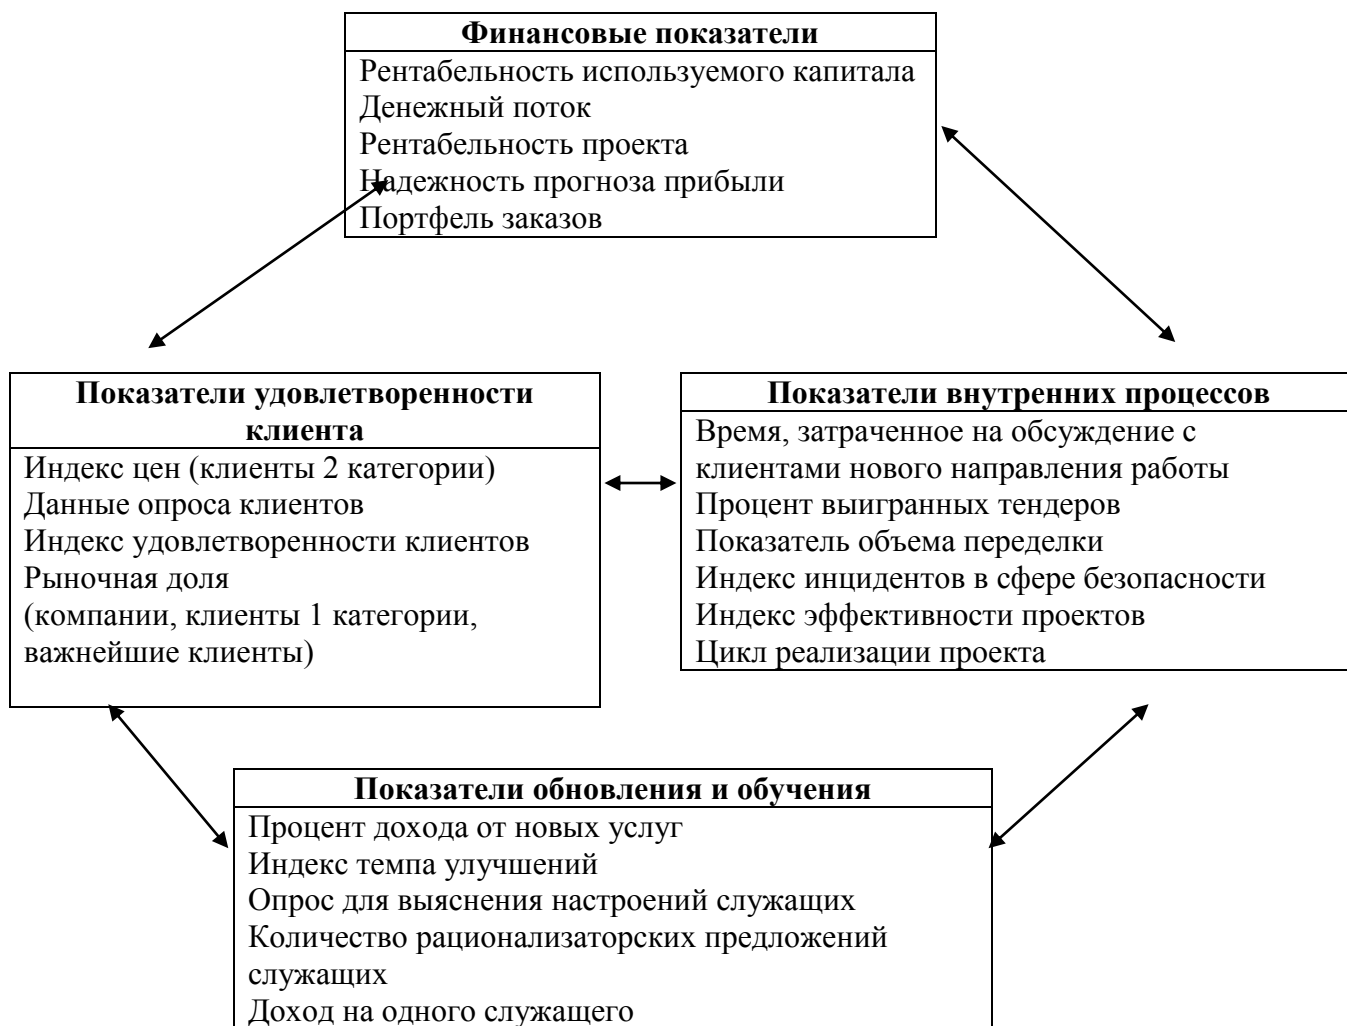 Финансовые показатели
Рентабельность используемого капитала
Денежный поток
Рентабельность проекта
Надежность прогноза прибыли
Портфель заказов
Показатели удовлетворенности
клиента
Индекс цен (клиенты 2 категории)
Данные опроса клиентов
Индекс удовлетворенности клиентов
Рыночная доля
(компании, клиенты 1 категории,
важнейшие клиенты)
Показатели внутренних процессов
Время, затраченное на обсуждение с
клиентами нового направления работы
Процент выигранных тендеров
Показатель объема переделки
Индекс инцидентов в сфере безопасности
Индекс эффективности проектов
Цикл реализации проекта
Показатели обновления и обучения
Процент дохода от новых услуг
Индекс темпа улучшений
Опрос для выяснения настроений служащих
Количество рационализаторских предложений
служащих
Доход на одного служащего